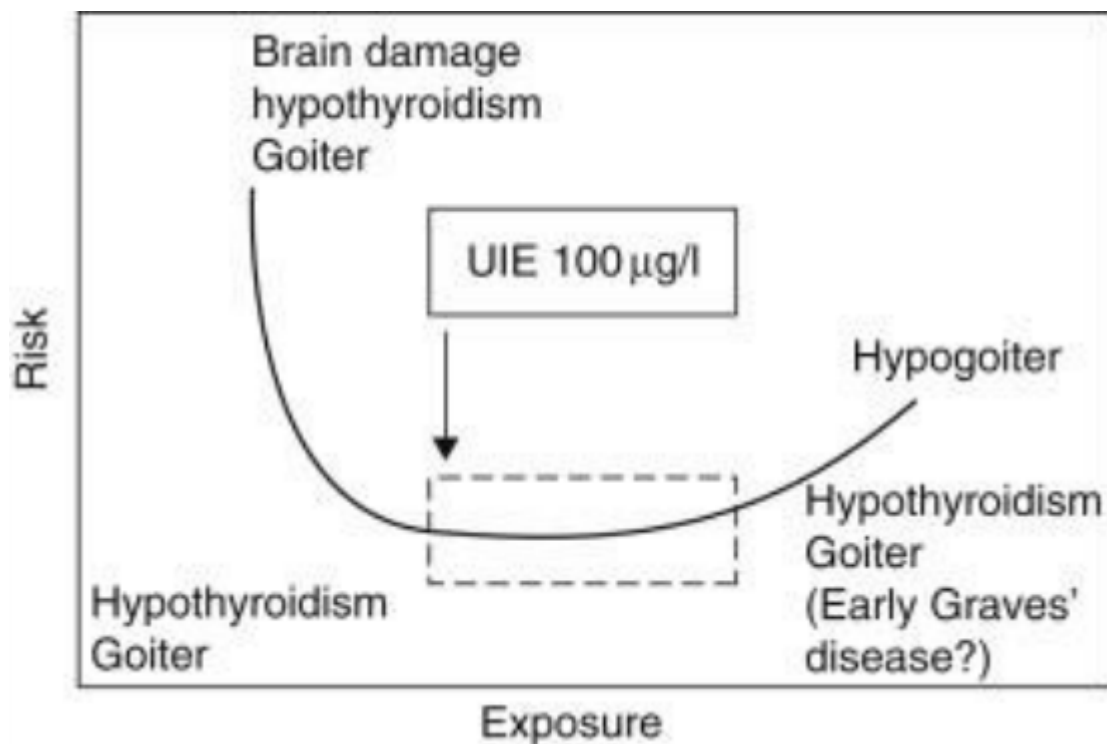 Brain damage
hypothyroidism
Goiter
UIE 100 µg/l
Risk
Hypogoiter
Hypothyroidism
Goiter
Hypothyroidism
Goiter
(Early Graves’
disease?)
Exposure